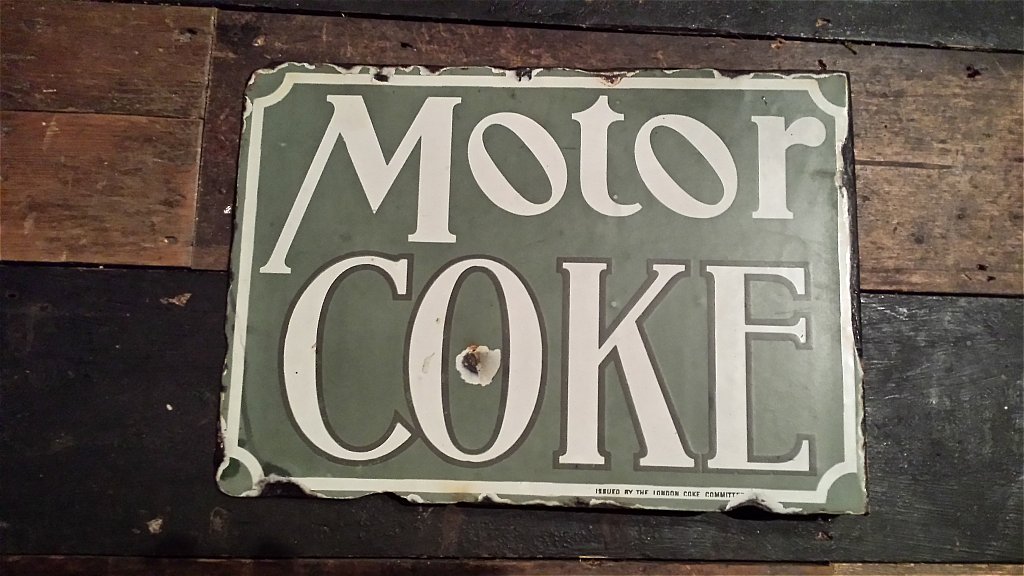 Motor
COKE
ISSUED BY THE LONDON COKE COMMITTEE